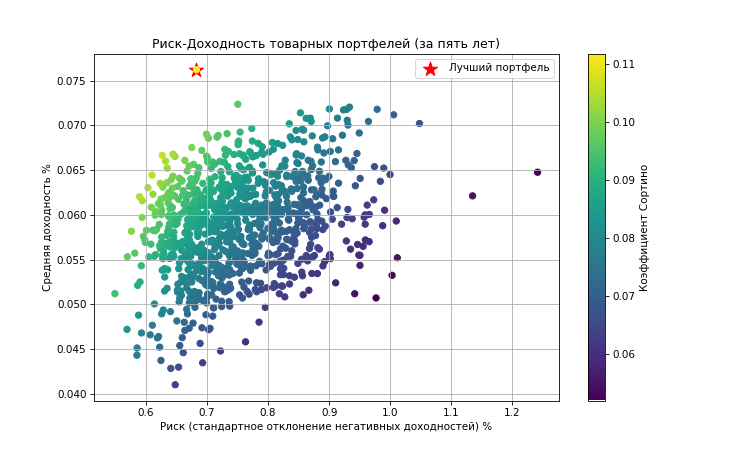 Риск-Доходность товарных портфелей (за пять лет)
Лучший портфель
Средняя доходность %
0.075
0.070
0.065
0.060
0.055
0.050
0.045
0.040
0.6 0.7 0.8 0.9 1.0 1.1 1.2
Риск (стандартное отклонение негативных доходностей) %
0.11
0.10
0.09
0.08
0.07
0.06
Коэффициент Сортино